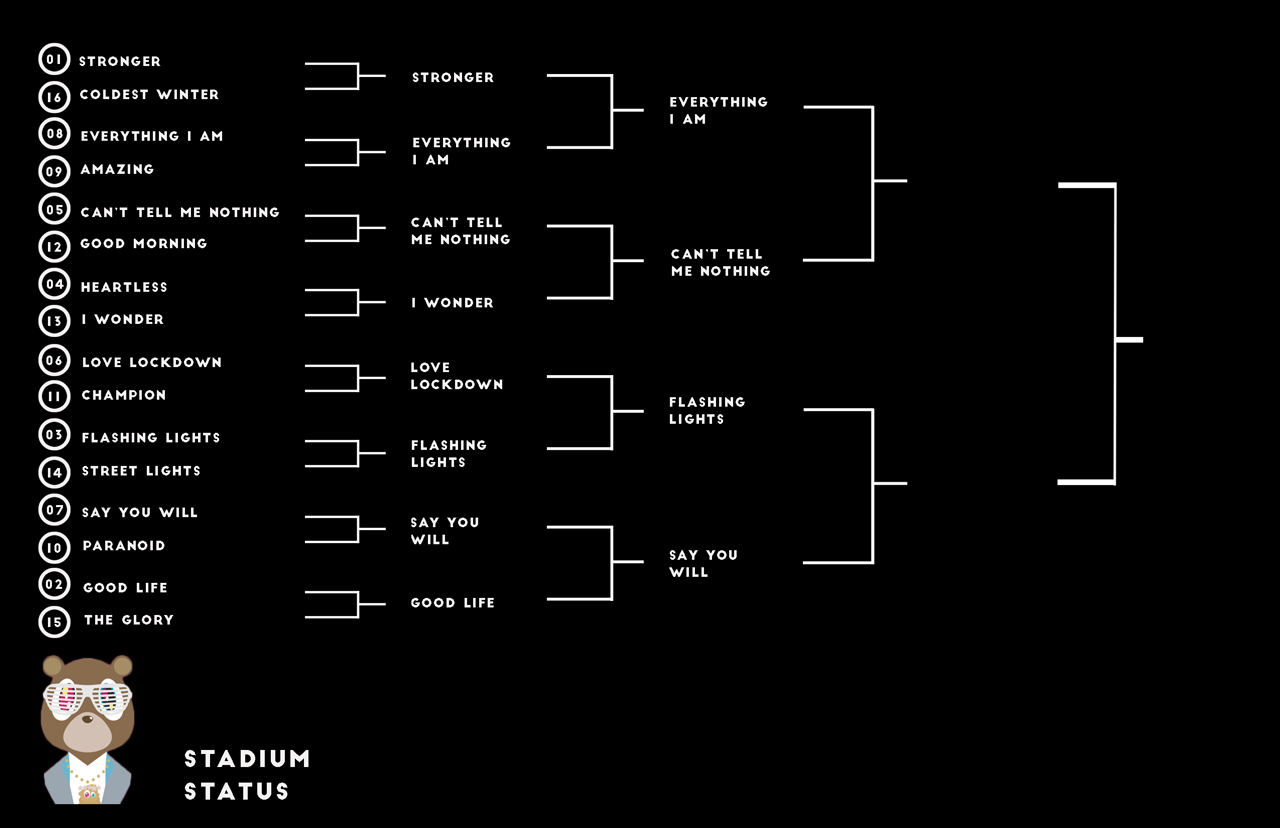 01 STRONGER
16 COLDEST WINTER
08 EVERYTHING I AM
09 AMAZING
05 CAN'T TELL ME NOTHING
12 GOOD MORNING
04 HEARTLESS
13 I WONDER
06 LOVE LOCKDOWN
11 CHAMPION
03 FLASHING LIGHTS
14 STREET LIGHTS
07 SAY YOU WILL
10 PARANOID
02 GOOD LIFE
15 THE GLORY
STRONGER
EVERYTHING
I AM
CAN'T TELL
ME NOTHING
I WONDER
LOVE
LOCKDOWN
FLASHING
LIGHTS
SAY YOU
WILL
GOOD LIFE
EVERYTHING
I AM
CAN'T TELL
ME NOTHING
FLASHING
LIGHTS
SAY YOU
WILL
STADIUM
STATUS